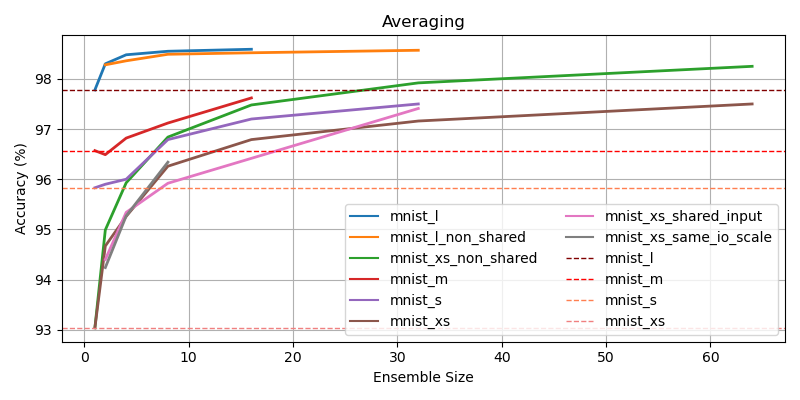 Averaging
Accuracy (%)
98
97
96
95
94
93
mnist_l
mnist_l_non_shared
mnist_xs_non_shared
mnist_m
mnist_s
mnist_xs
mnist_xs_shared_input
mnist_xs_same_io_scale
mnist_l
mnist_m
mnist_s
mnist_xs
0 10 20 30 40 50 60
Ensemble Size